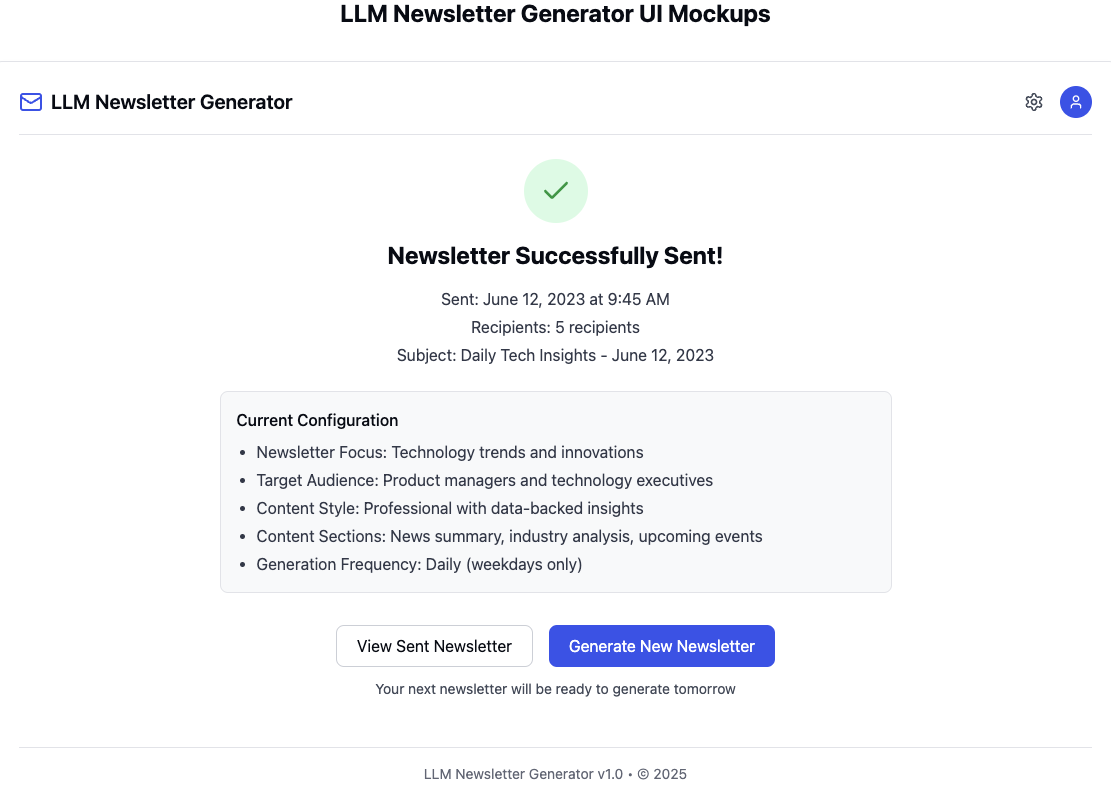 LLM Newsletter Generator UI Mockups
LLM Newsletter Generator
Newsletter Successfully Sent!
Sent: June 12, 2023 at 9:45 AM
Recipients: 5 recipients
Subject: Daily Tech Insights - June 12, 2023
Current Configuration
• Newsletter Focus: Technology trends and innovations
• Target Audience: Product managers and technology executives
• Content Style: Professional with data-backed insights
• Content Sections: News summary, industry analysis, upcoming events
• Generation Frequency: Daily (weekdays only)
View Sent Newsletter
Generate New Newsletter
Your next newsletter will be ready to generate tomorrow
LLM Newsletter Generator v1.0 • © 2025